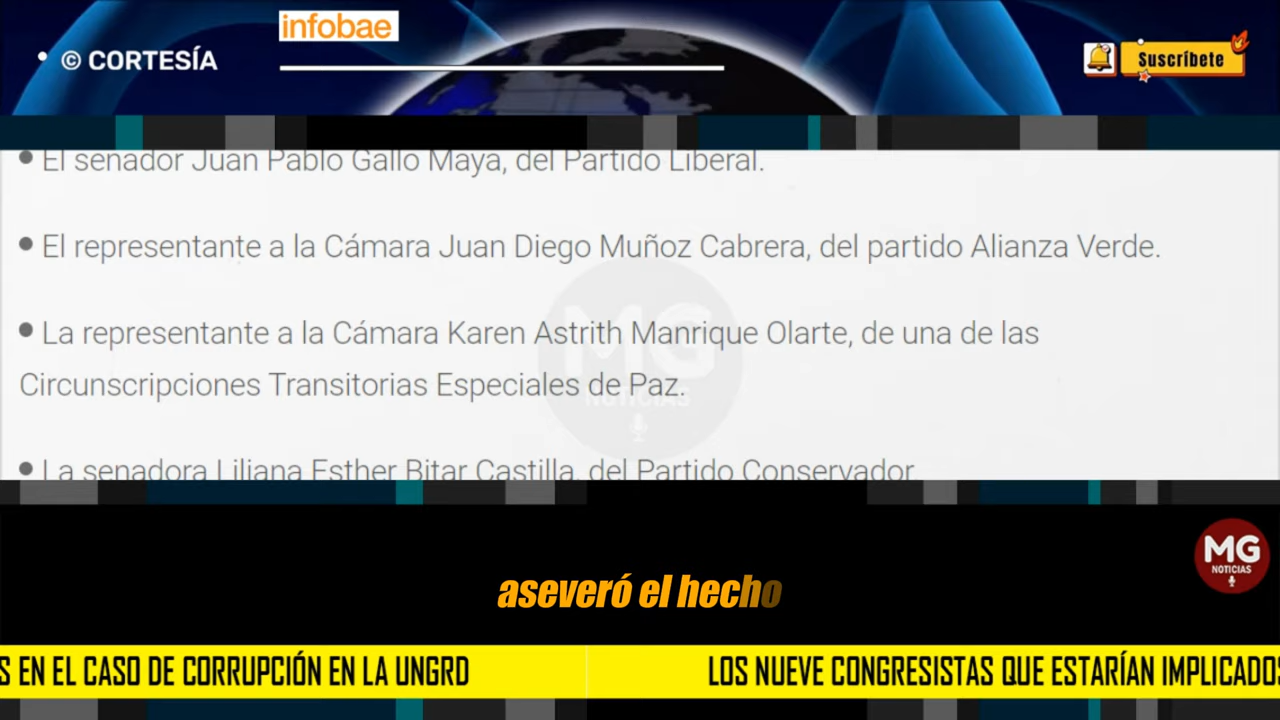 infobae
© CORTESÍA
Suscríbete
• El senador Juan Pablo Gallo Maya, del Partido Liberal.
• El representante a la Cámara Juan Diego Muñoz Cabrera, del partido Alianza Verde.
• La representante a la Cámara Karen Astrith Manrique Olarte, de una de las
Circunscripciones Transitorias Especiales de Paz.
MG
NOTICIAS
• La senadora Liliana Esther Bitar Castilla, del Partido Conservador.
MG
NOTICIAS
aseveró el hecho
S EN EL CASO DE CORRUPCIÓN EN LA UNGRD LOS NUEVE CONGRESISTAS QUE ESTARÍAN IMPLICADOS